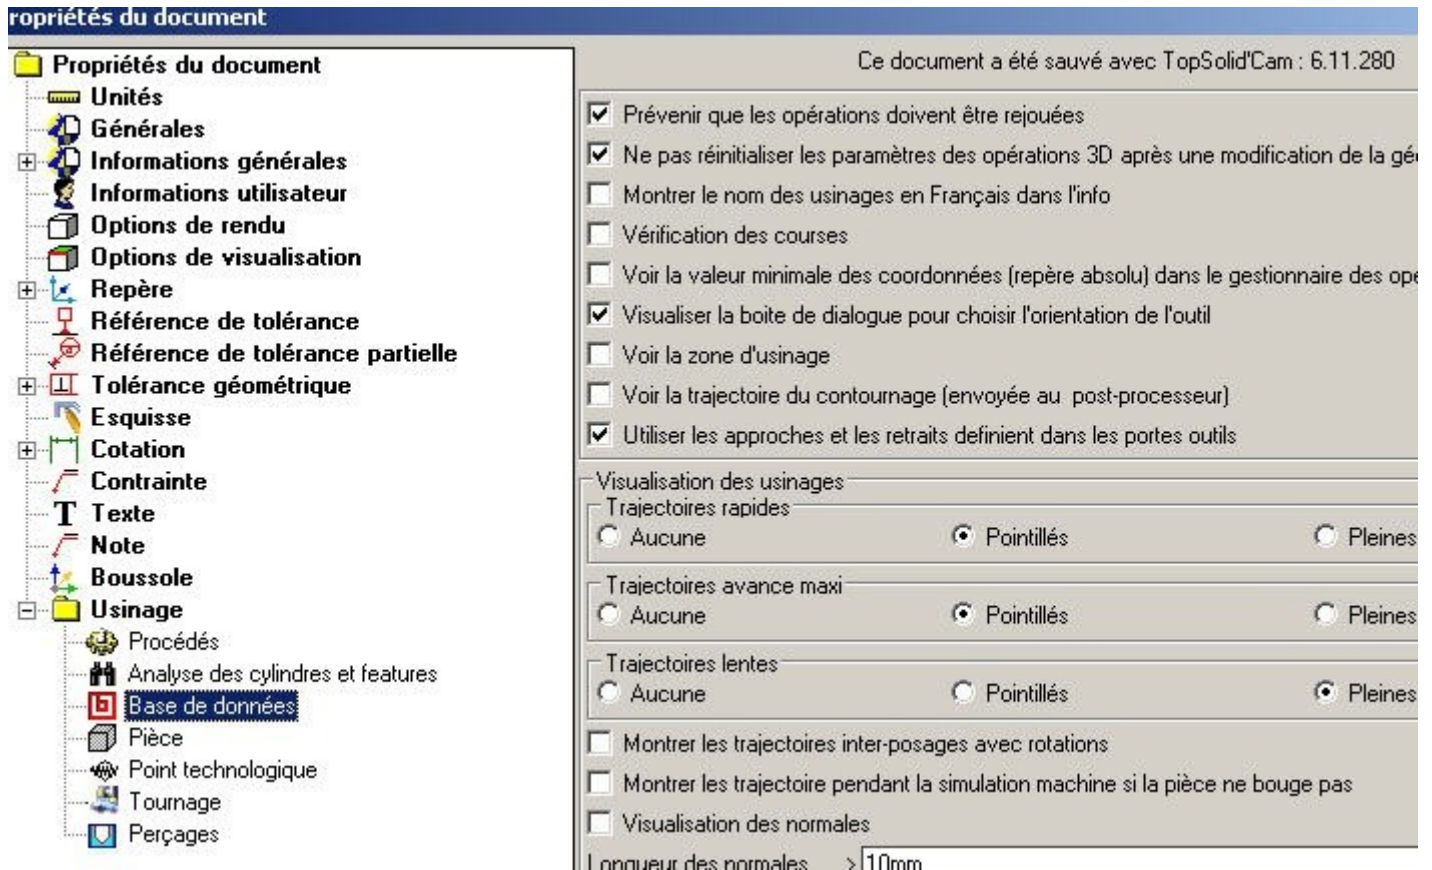 ropriétés du document
Propriétés du document
Unités
Générales
Informations générales
Informations utilisateur
Options de rendu
Options de visualisation
Repère
Référence de tolérance
Référence de tolérance partielle
Tolérance géométrique
Esquisse
Cotation
Contrainte
T Texte
Note
Boussole
Usinage
Procédés
Analyse des cylindres et features
Base de données
Pièce
Point technologique
Tournage
Perçages
Ce document a été sauvé avec TopSolid'Cam : 6.11.280
Prévenir que les opérations doivent être rejouées
Ne pas réinitialiser les paramètres des opérations 3D après une modification de la gé
Montrer le nom des usinages en Français dans l'info
Vérification des courses
Voir la valeur minimale des coordonnées (repère absolu) dans le gestionnaire des opé
Visualiser la boite de dialogue pour choisir l'orientation de l'outil
Voir la zone d'usinage
Voir la trajectoire du contournage (envoyée au post-processeur)
Utiliser les approches et les retraits definient dans les portes outils
Visualisation des usinages
Trajectoires rapides
Aucune Pointillés Pleines
Trajectoires avance maxi
Aucune Pointillés Pleines
Trajectoires lentes
Aucune Pointillés Pleines
Montrer les trajectoires inter-posages avec rotations
Montrer les trajectoire pendant la simulation machine si la pièce ne bouge pas
Visualisation des normales
Longueur des normales > 10mm